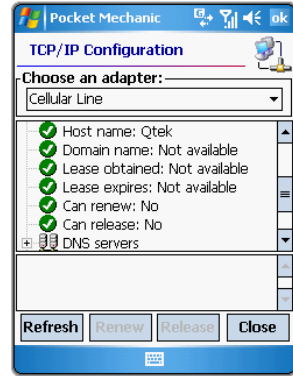 Pocket Mechanic
ok
TCP/IP Configuration
Choose an adapter:
Cellular Line
Host name: Qtek
Domain name: Not available
Lease obtained: Not available
Lease expires: Not available
Can renew: No
Can release: No
DNS servers
Refresh Renew Release Close